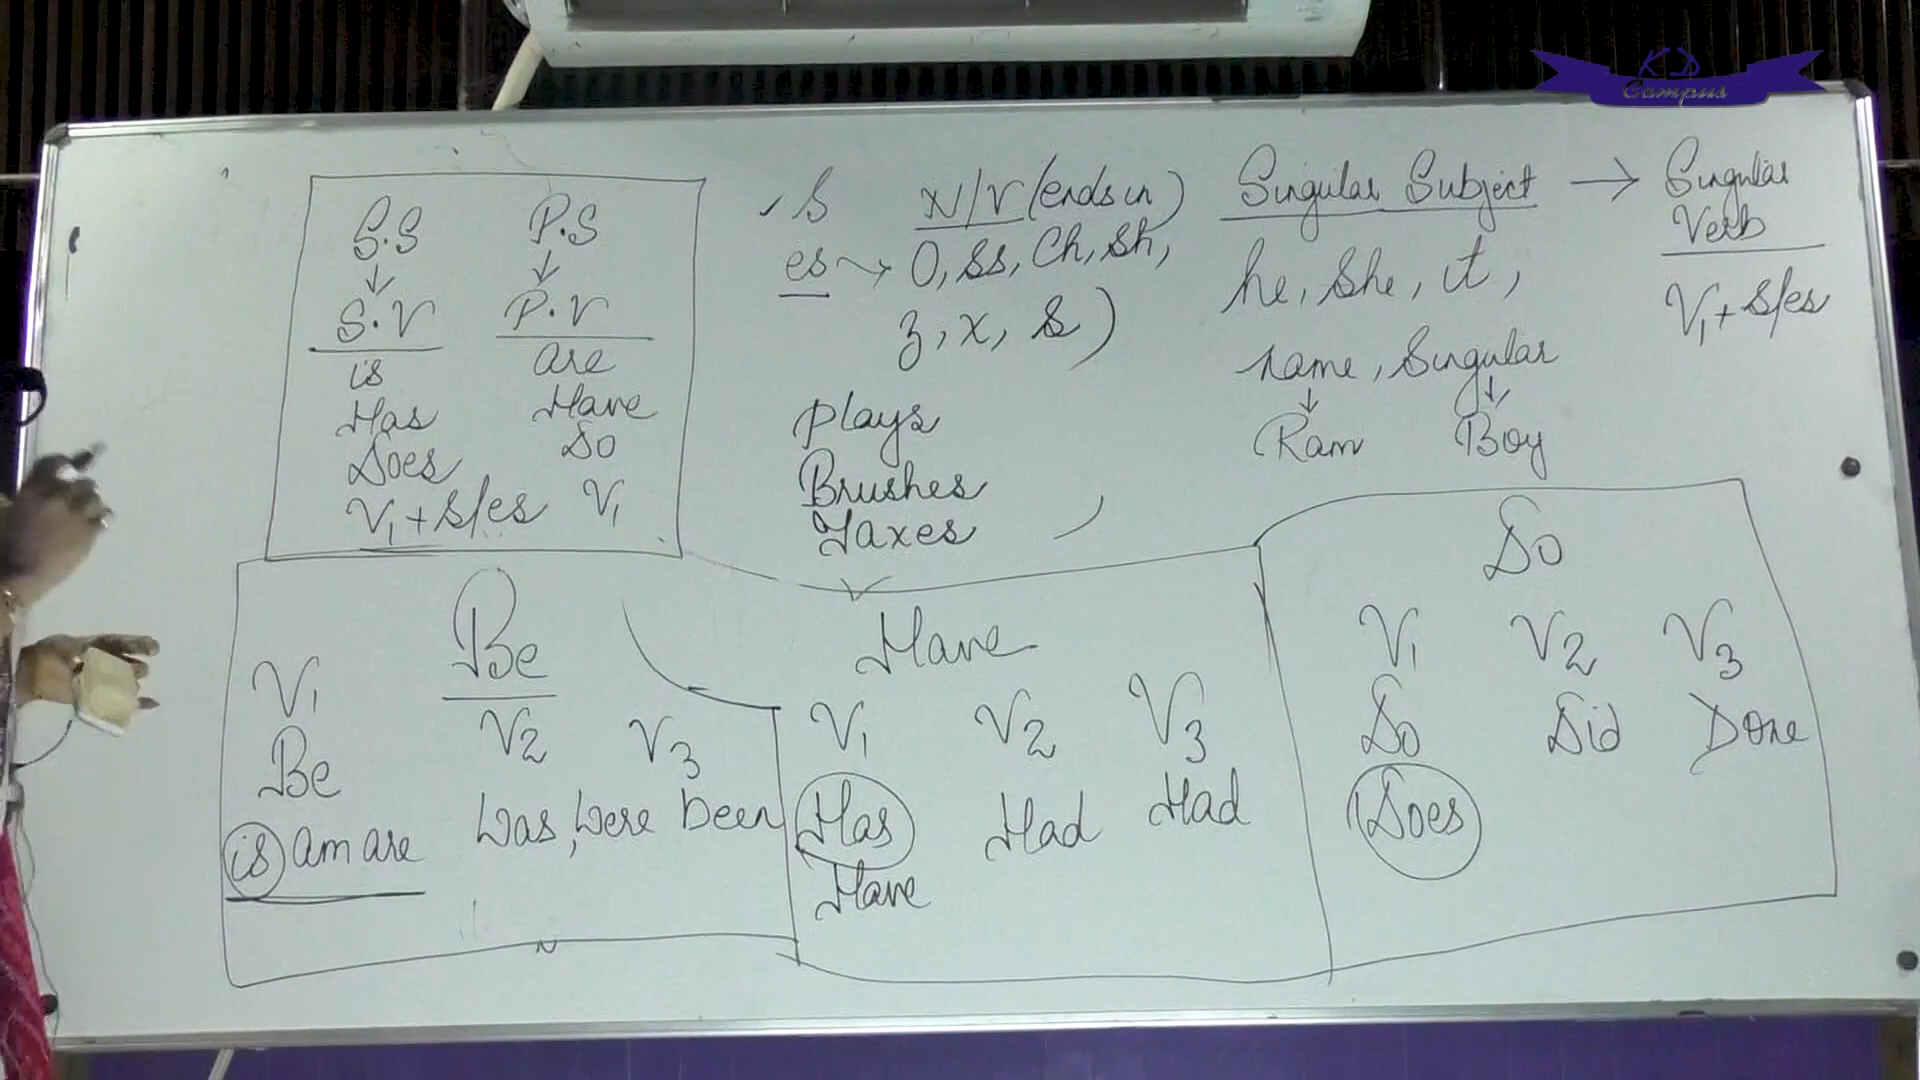 K D
Campus
S.S P.S
↓ ↓
S.V P.V
is are
Has Have
Does Do
V1 + s/es V1
✓ S N/V (ends in)
es → O, ss, Ch, sh,
z, x, s)
plays
Brushes
Taxes
Singular Subject → Singular
Verb
he, she, it, V1 + s/es
name, Singular
↓ ↓
Ram Boy
Be
V1 V2 V3
Be
is am are was, were been
Have
V1 V2 V3
Has Had Had
Have
Do
V1 V2 V3
Do Did Done
Does